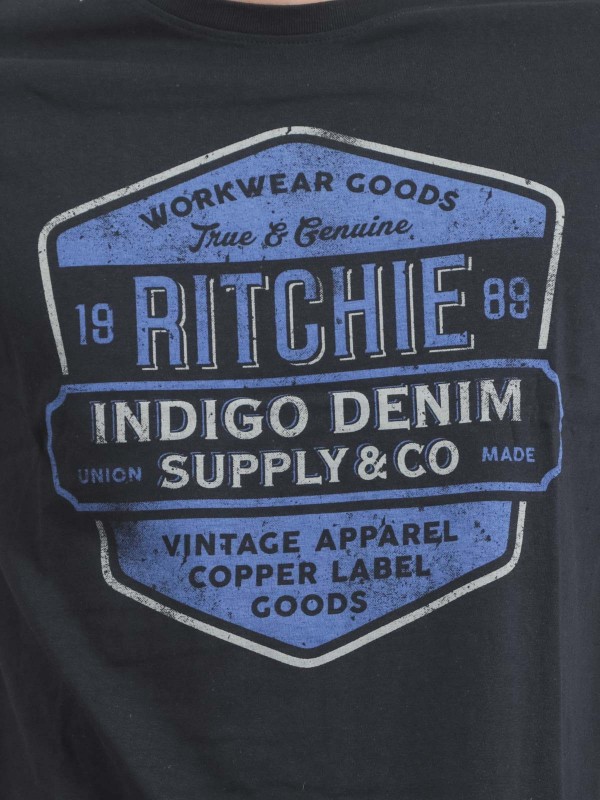 WORKWEAR GOODS
True & Genuine
19 RITCHIE 89
INDIGO DENIM
UNION SUPPLY & CO MADE
VINTAGE APPAREL
COPPER LABEL
GOODS